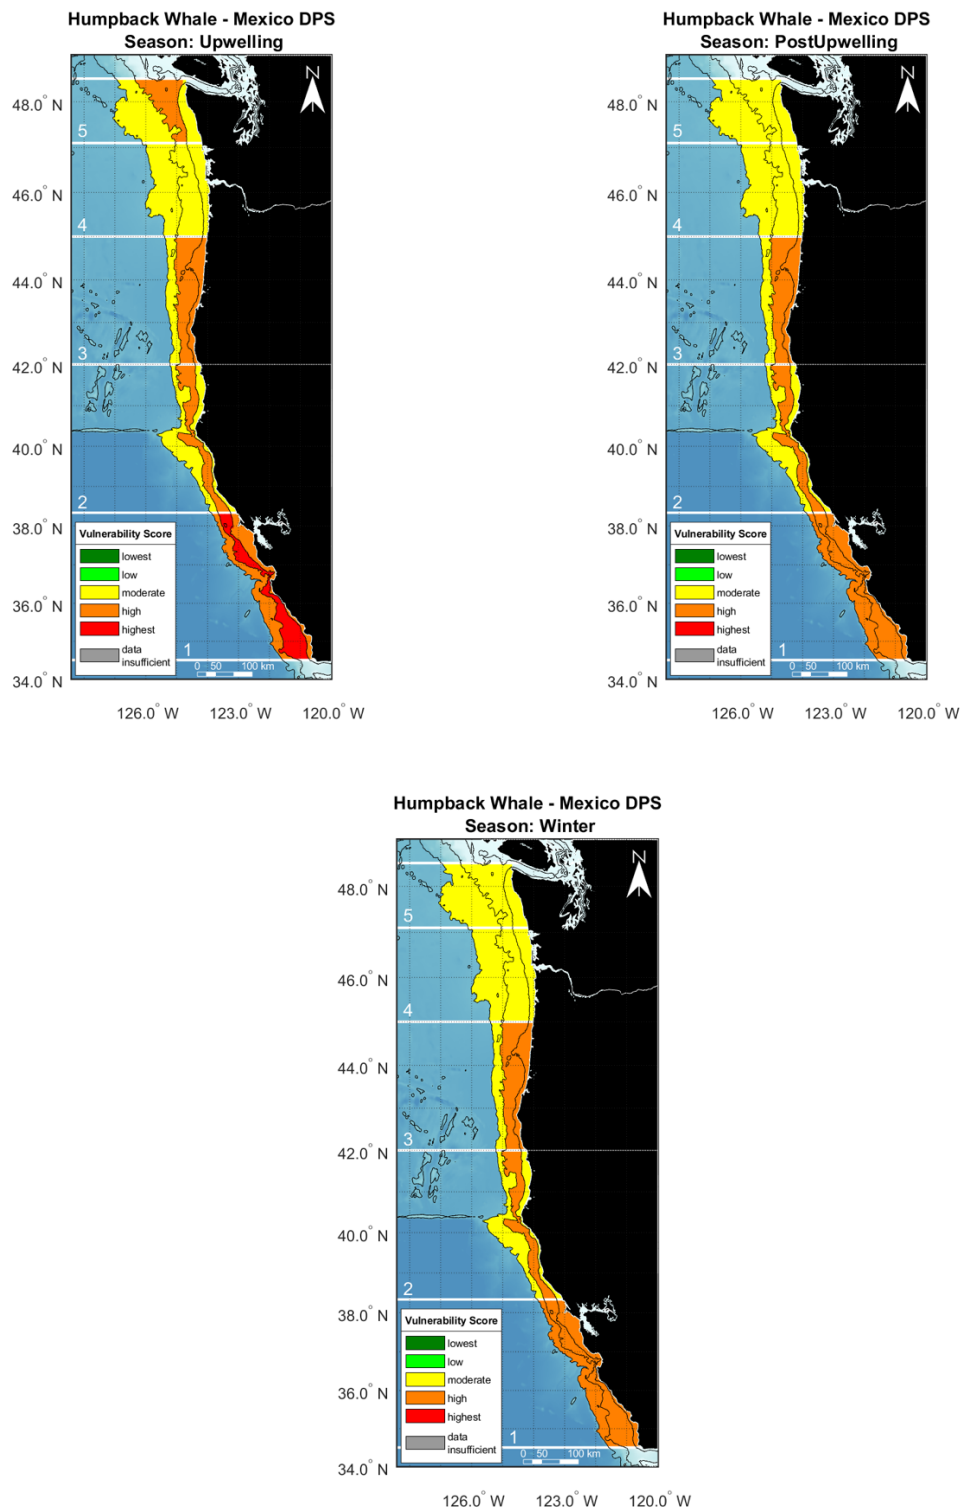 Humpback Whale - Mexico DPS
Season: Upwelling
N
48.0° N
5
46.0° N
4
44.0° N
3
42.0° N
40.0° N
2
38.0° N
Vulnerability Score
lowest
low
moderate
36.0° N
high
highest
data
insufficient
1
0 50 100 km
34.0° N
126.0° W 123.0° W 120.0° W
Humpback Whale - Mexico DPS
Season: PostUpwelling
N
48.0° N
5
46.0° N
4
44.0° N
3
42.0° N
40.0° N
2
38.0° N
Vulnerability Score
lowest
low
moderate
36.0° N
high
highest
data
insufficient
1
0 50 100 km
34.0° N
126.0° W 123.0° W 120.0° W
Humpback Whale - Mexico DPS
Season: Winter
N
48.0° N
5
46.0° N
4
44.0° N
3
42.0° N
40.0° N
2
38.0° N
Vulnerability Score
lowest
low
moderate
36.0° N
high
highest
data
insufficient
1
0 50 100 km
34.0° N
126.0° W 123.0° W 120.0° W